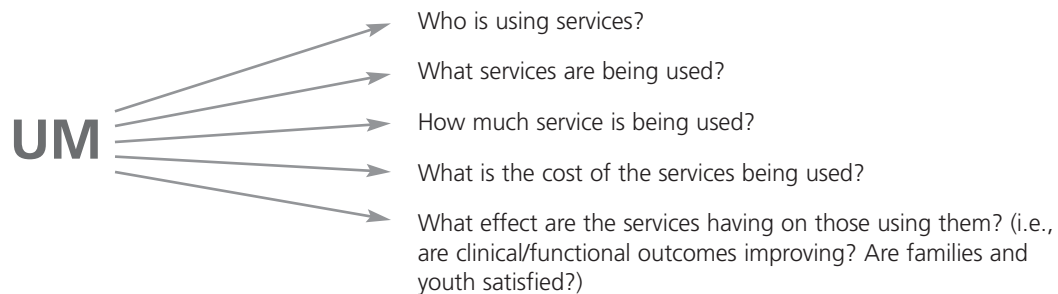 UM
Who is using services?
What services are being used?
How much service is being used?
What is the cost of the services being used?
What effect are the services having on those using them? (i.e.,
are clinical/functional outcomes improving? Are families and
youth satisfied?)